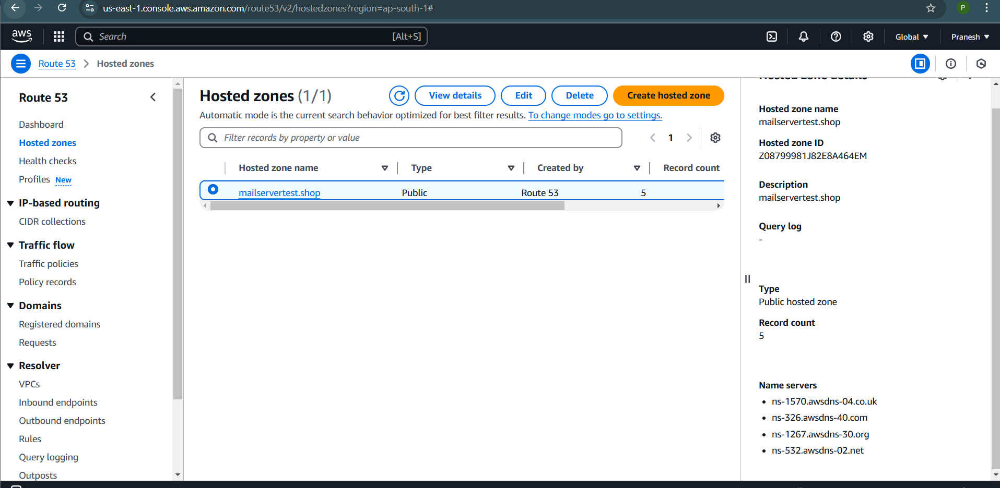 us-east-1.console.aws.amazon.com/route53/v2/hostedzones?region=ap-south-1#
P
aws
Search
[Alt+S]
Global
Pranesh
Route 53
Hosted zones
Route 53
Dashboard
Hosted zones
Health checks
Profiles New
IP-based routing
CIDR collections
Traffic flow
Traffic policies
Policy records
Domains
Registered domains
Requests
Resolver
VPCs
Inbound endpoints
Outbound endpoints
Rules
Query logging
Outposts
Hosted zones (1/1)
View details
Edit
Delete
Create hosted zone
Automatic mode is the current search behavior optimized for best filter results. To change modes go to settings.
Filter records by property or value
1
Hosted zone name
Type
Created by
Record count
mailservertest.shop
Public
Route 53
5
Hosted zone details
Hosted zone name
mailservertest.shop
Hosted zone ID
Z08799981J82E8A464EM
Description
mailservertest.shop
Query log
-
Type
Public hosted zone
Record count
5
Name servers
ns-1570.awsdns-04.co.uk
ns-326.awsdns-40.com
ns-1267.awsdns-30.org
ns-532.awsdns-02.net